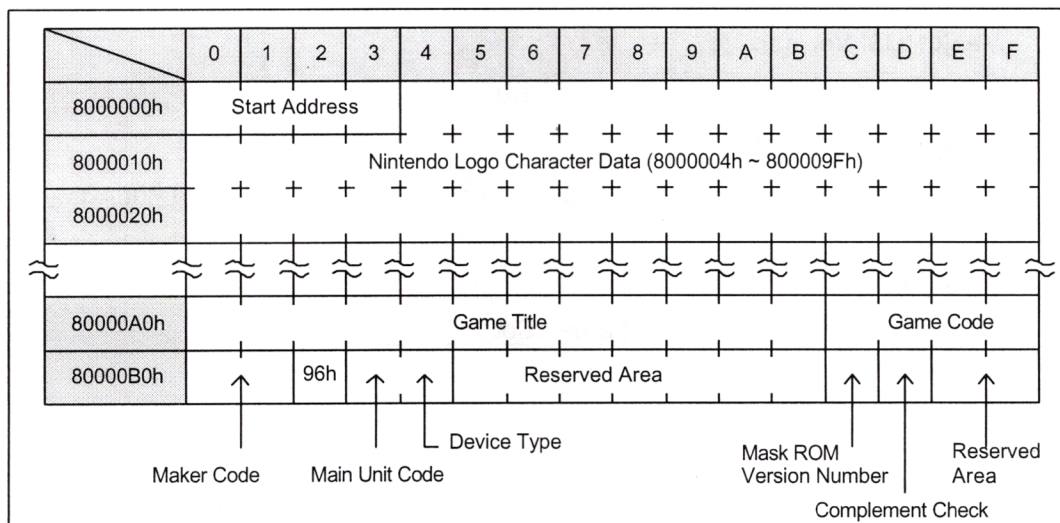 0 1 2 3 4 5 6 7 8 9 A B C D E F
8000000h Start Address
8000010h Nintendo Logo Character Data (8000004h ~ 800009Fh)
8000020h
80000A0h Game Title Game Code
80000B0h 96h Reserved Area
Device Type
Maker Code Main Unit Code
Mask ROM
Version Number
Reserved
Area
Complement Check